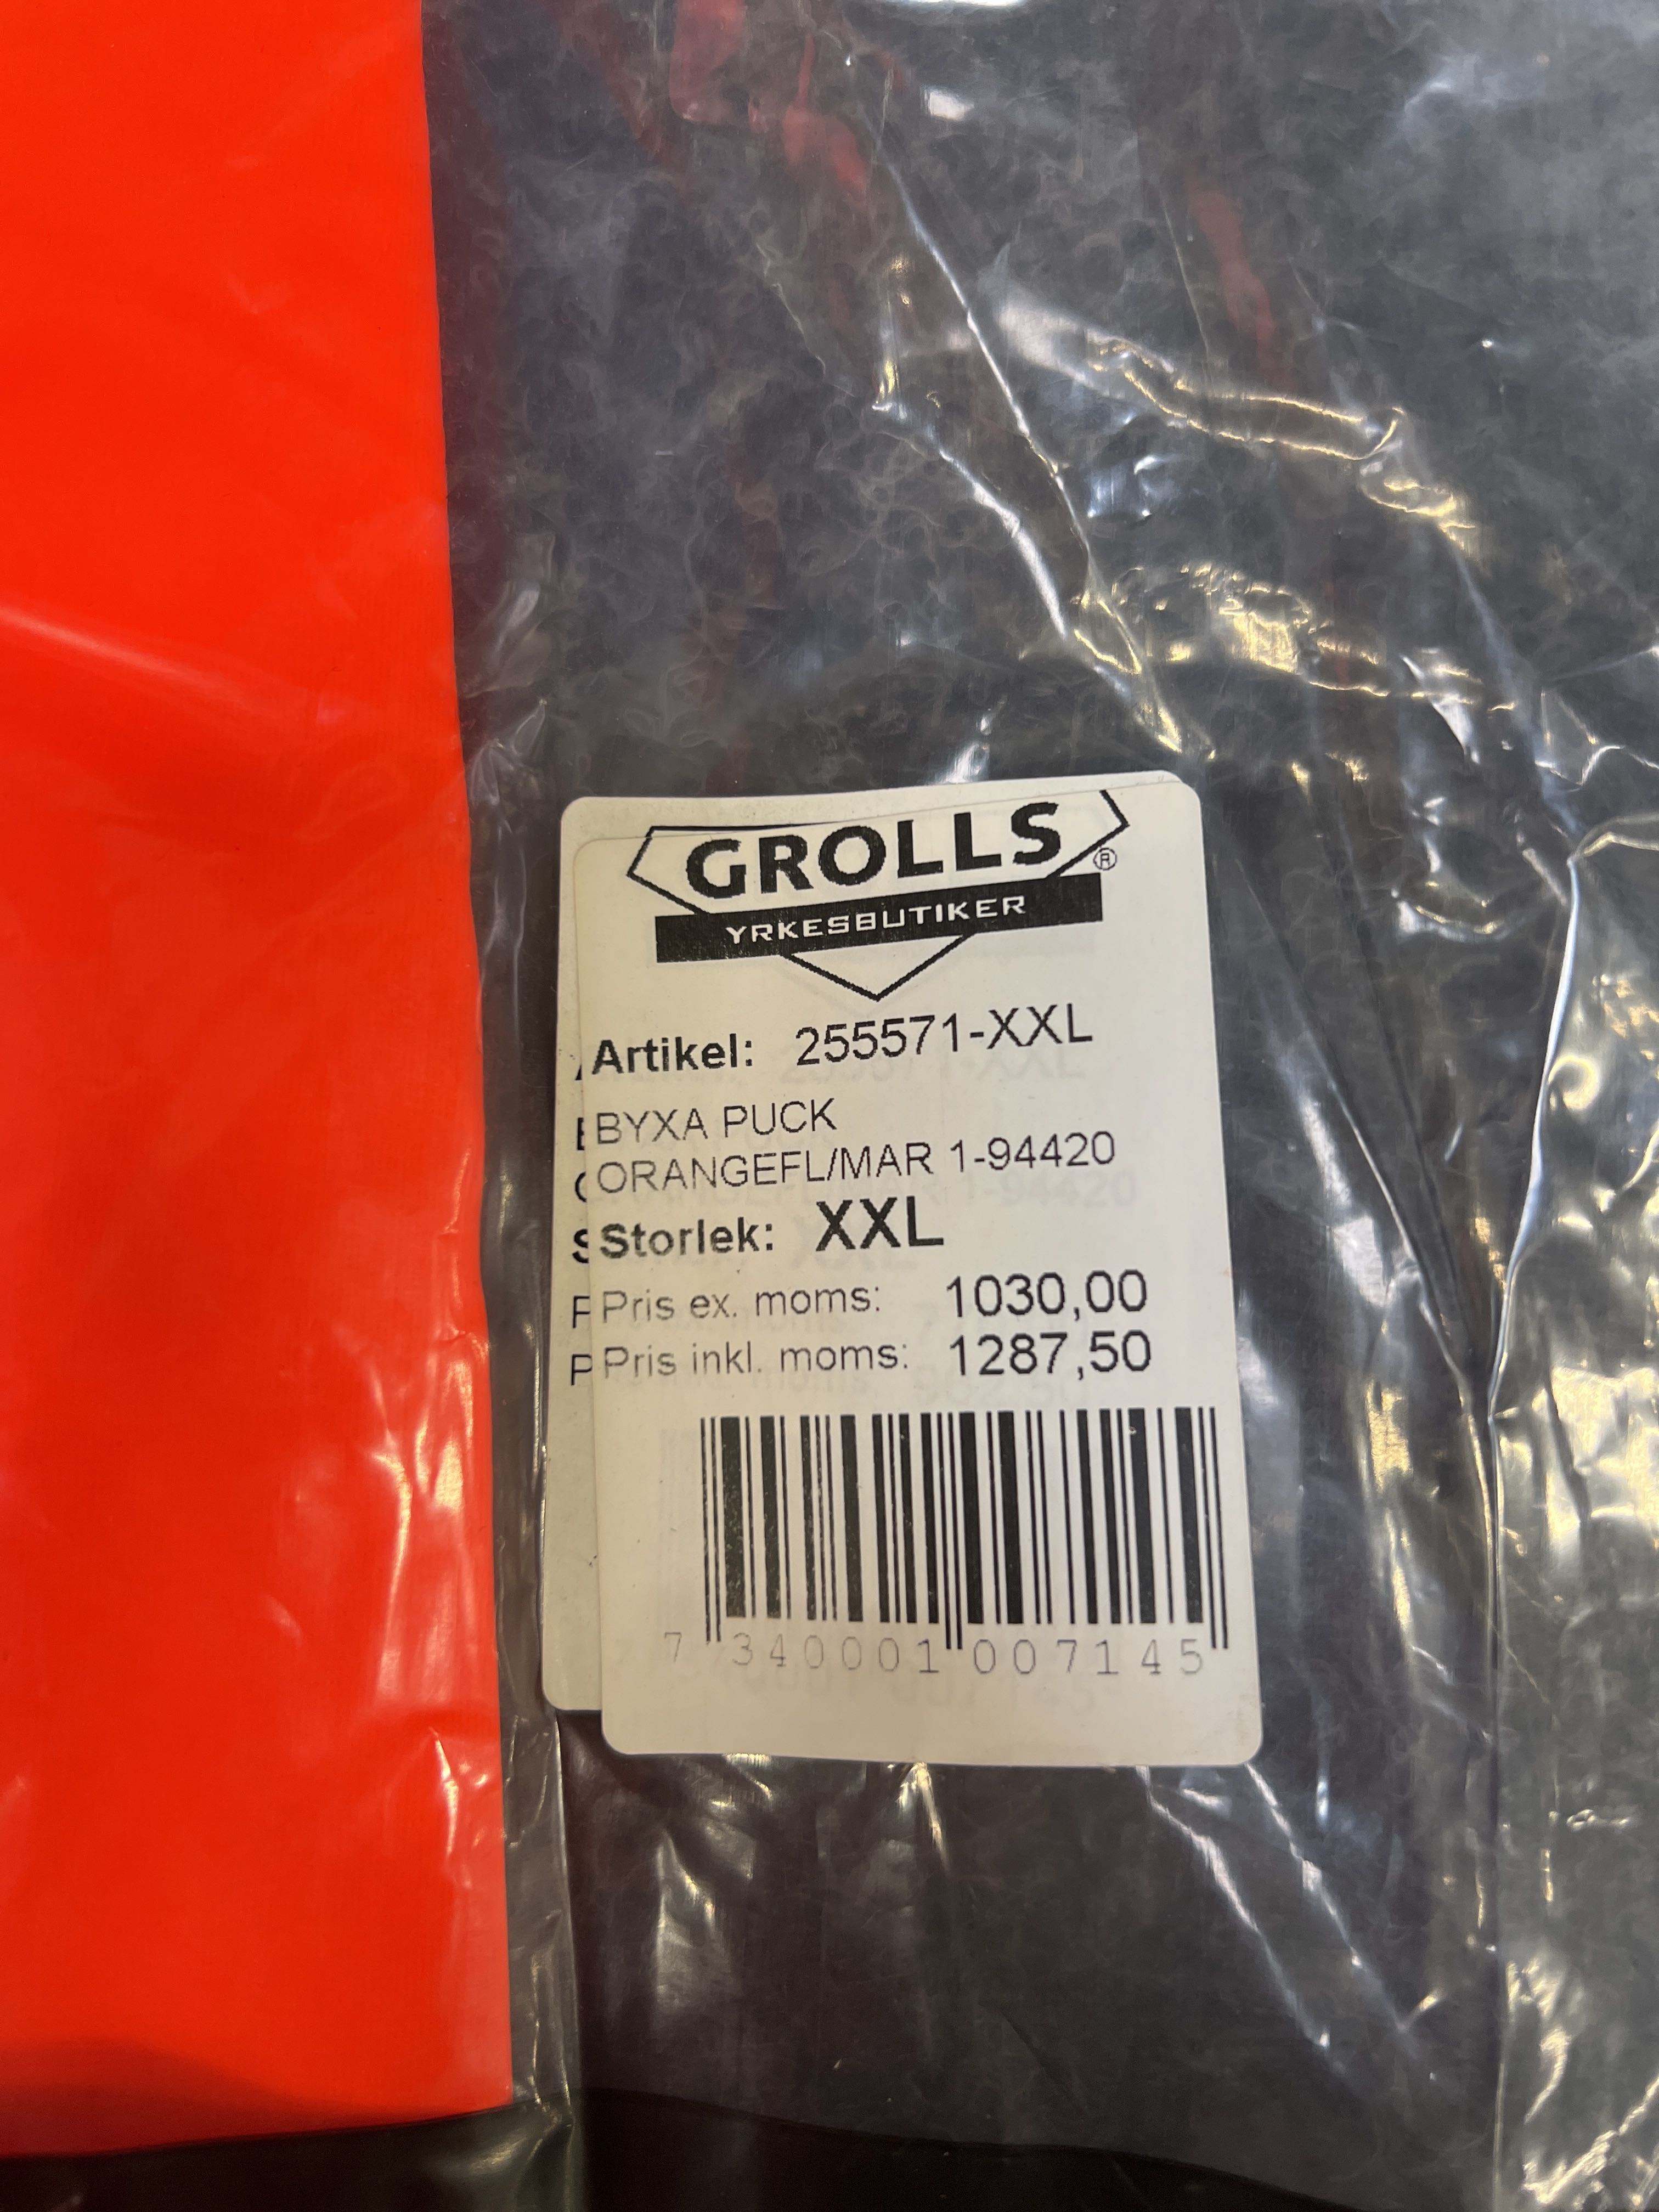 GROLLS
®
YRKESBUTIKER
Artikel: 255571-XXL
BYXA PUCK
ORANGEFL/MAR 1-94420
Storlek: XXL
Pris ex. moms: 1030,00
Pris inkl. moms: 1287,50
7 340001 007145